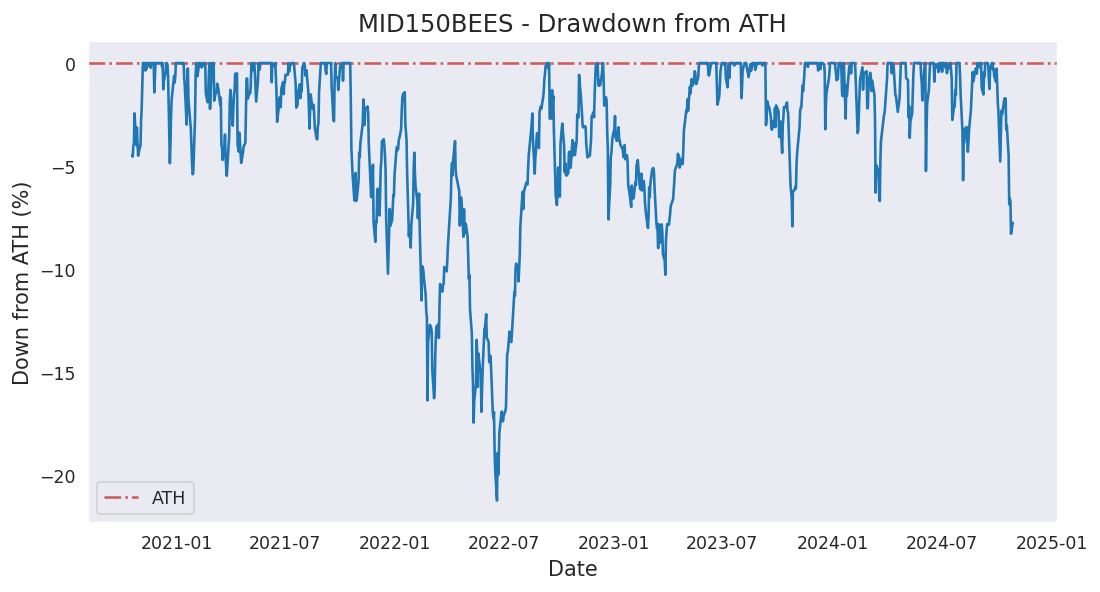 MID150BEES - Drawdown from ATH
Down from ATH (%)
0
−5
−10
−15
−20
ATH
2021-01 2021-07 2022-01 2022-07 2023-01 2023-07 2024-01 2024-07 2025-01
Date